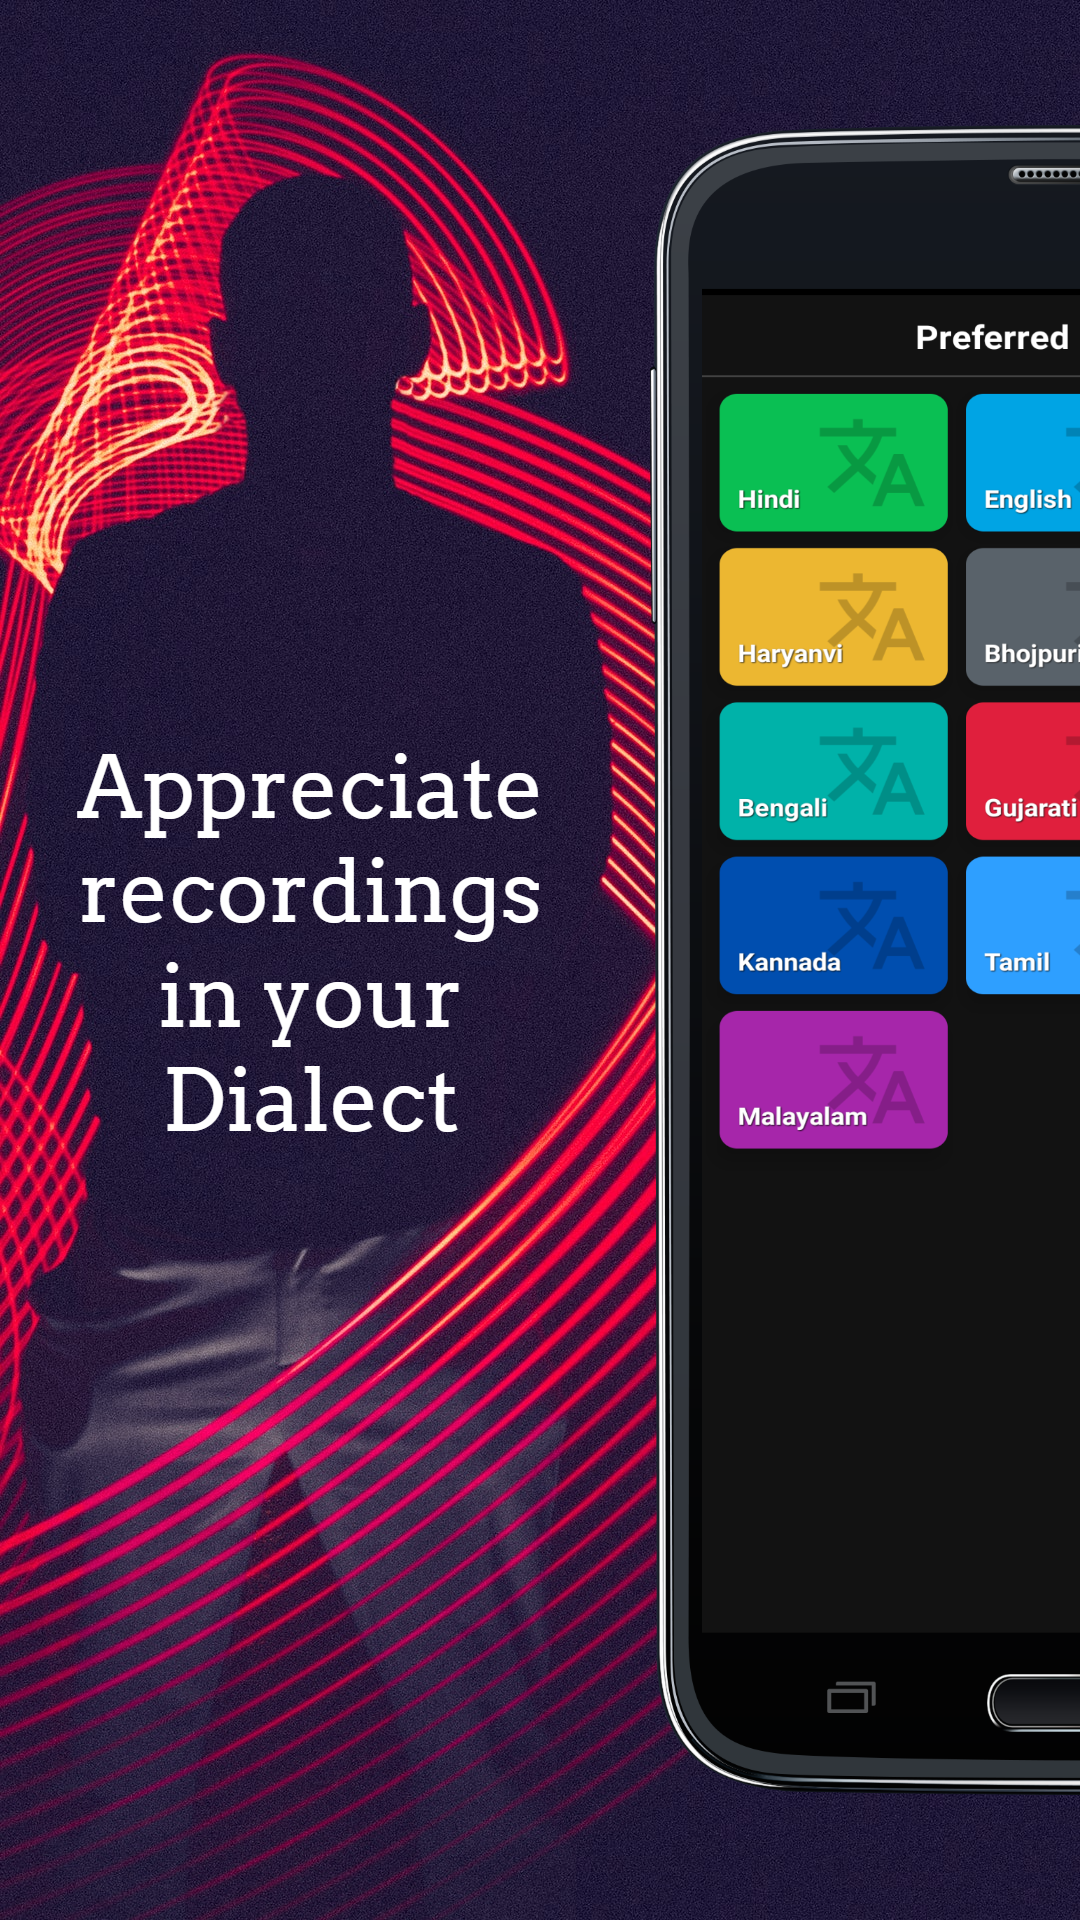 Appreciate
recordings
in your
Dialect
Preferred
Hindi
English
Haryanvi
Bhojpuri
Bengali
Gujarati
Kannada
Tamil
Malayalam